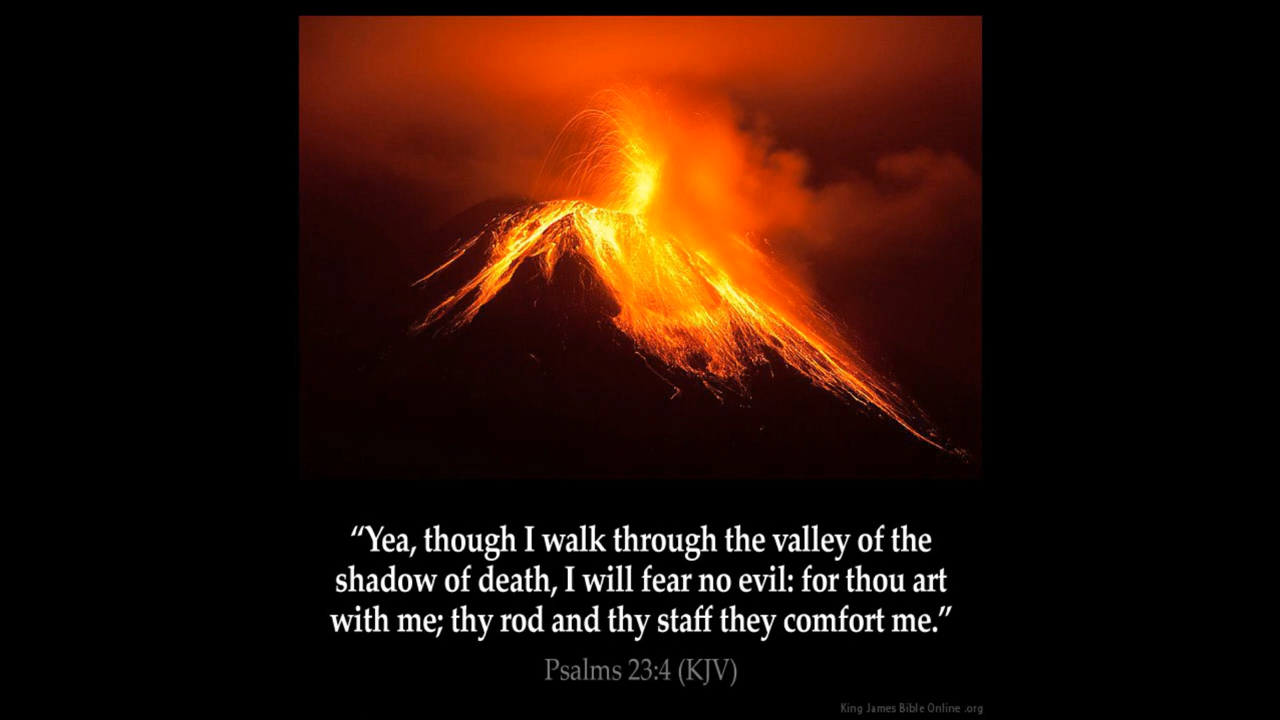 “Yea, though I walk through the valley of the
shadow of death, I will fear no evil: for thou art
with me; thy rod and thy staff they comfort me.”
Psalms 23:4 (KJV)
King James Bible Online .org